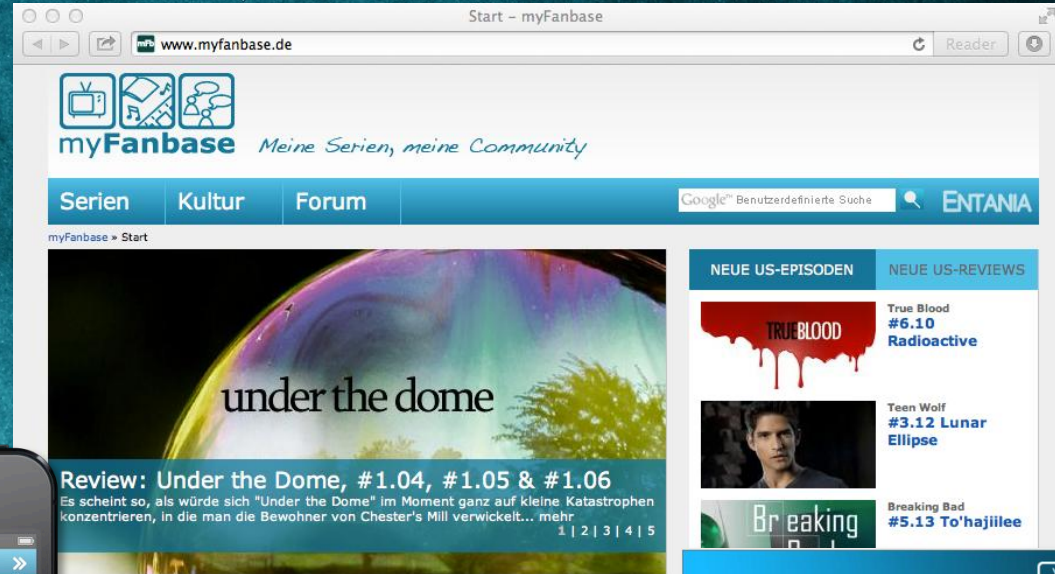 Start – myFanbase
mfb www.myfanbase.de
Reader
myFanbase Meine Serien, meine Community
Serien Kultur Forum
Google™ Benutzerdefinierte Suche
ENTANIA
myFanbase » Start
under the dome
Review: Under the Dome, #1.04, #1.05 & #1.06
Es scheint so, als würde sich "Under the Dome" im Moment ganz auf kleine Katastrophen
konzentrieren, in die man die Bewohner von Chester's Mill verwickelt... mehr
1 | 2 | 3 | 4 | 5
NEUE US-EPISODEN NEUE US-REVIEWS
TRUEBLOOD
True Blood
#6.10
Radioactive
Teen Wolf
#3.12 Lunar
Ellipse
Breaking
Breaking Bad
#5.13 To'hajiilee
»